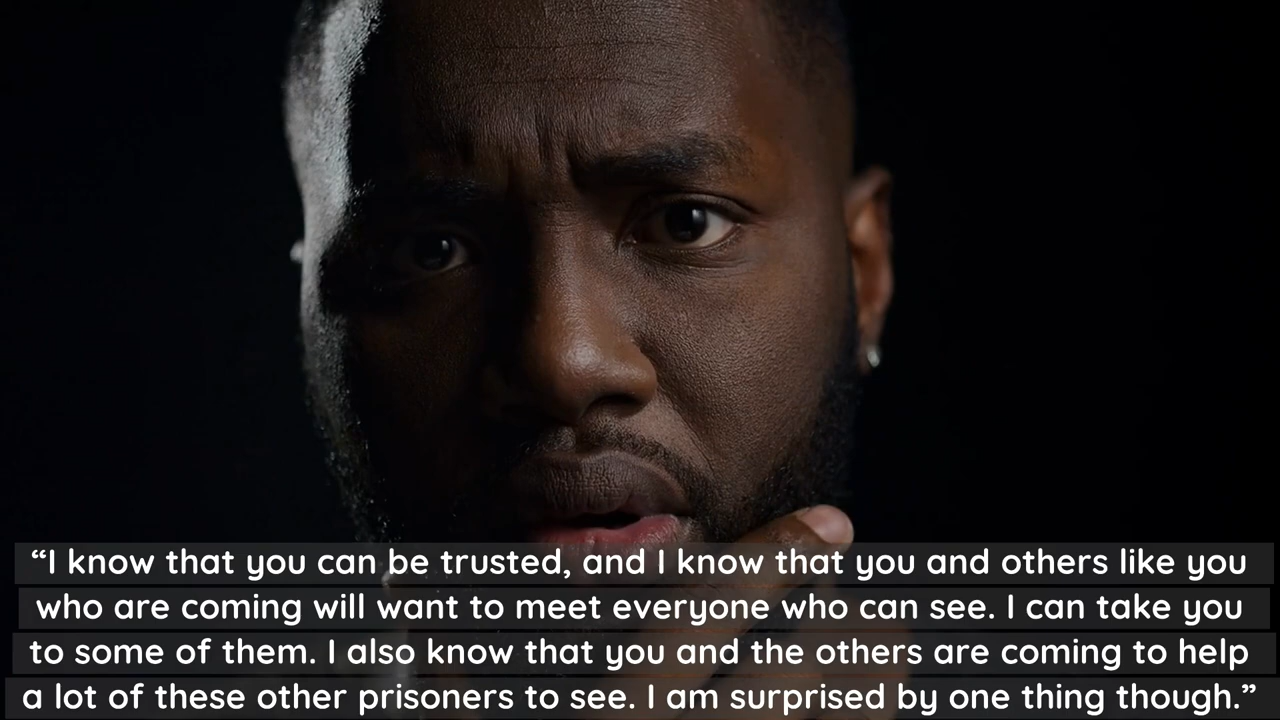 “I know that you can be trusted, and I know that you and others like you
who are coming will want to meet everyone who can see. I can take you
to some of them. I also know that you and the others are coming to help
a lot of these other prisoners to see. I am surprised by one thing though.”